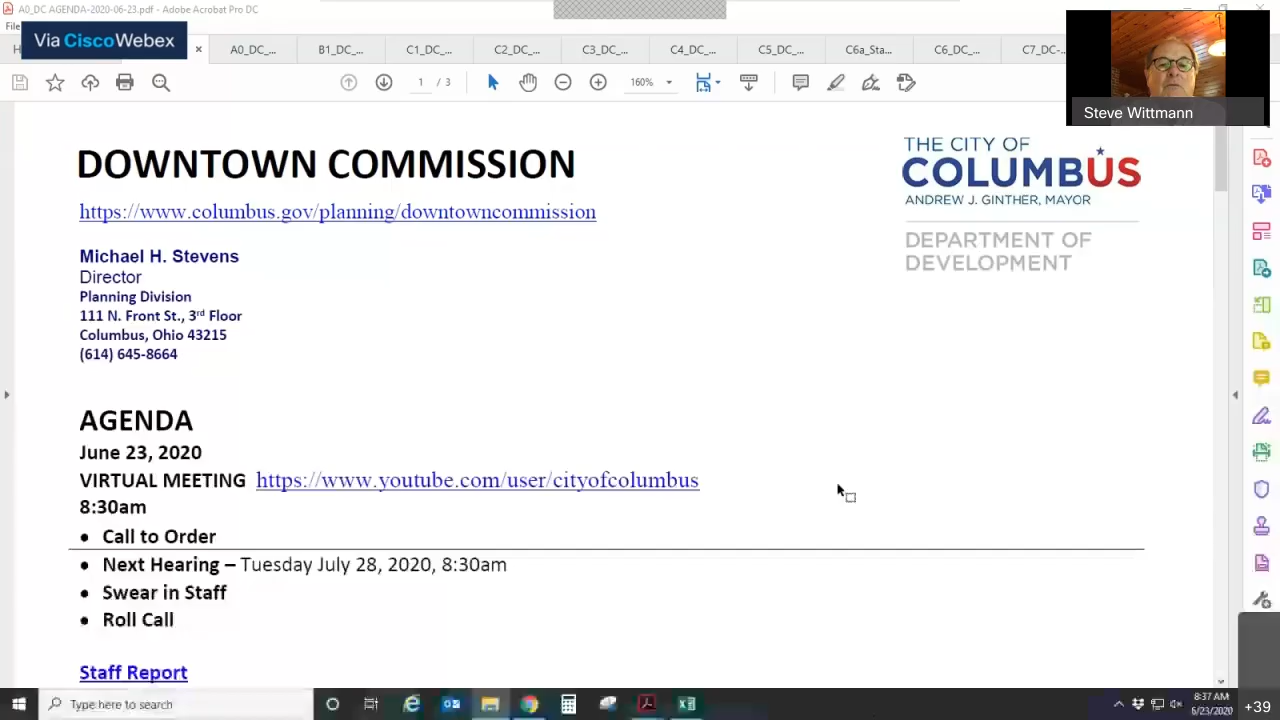 A0_DC AGENDA-2020-06-23.pdf - Adobe Acrobat Pro DC
File
Via CiscoWebex
A0_DC_...
B1_DC_...
C1_DC_...
C2_DC_...
C3_DC_...
C4_DC_...
C5_DC_...
C6a_Sta...
C6_DC_...
C7_DC-...
1 / 3
160%
Steve Wittmann
DOWNTOWN COMMISSION
https://www.columbus.gov/planning/downtowncommission
THE CITY OF
COLUMBUS
ANDREW J. GINTHER, MAYOR
DEPARTMENT OF
DEVELOPMENT
Michael H. Stevens
Director
Planning Division
111 N. Front St., 3rd Floor
Columbus, Ohio 43215
(614) 645-8664
AGENDA
June 23, 2020
VIRTUAL MEETING https://www.youtube.com/user/cityofcolumbus
8:30am
• Call to Order
• Next Hearing – Tuesday July 28, 2020, 8:30am
• Swear in Staff
• Roll Call
Staff Report
Type here to search
8:37 AM
6/23/2020
+39